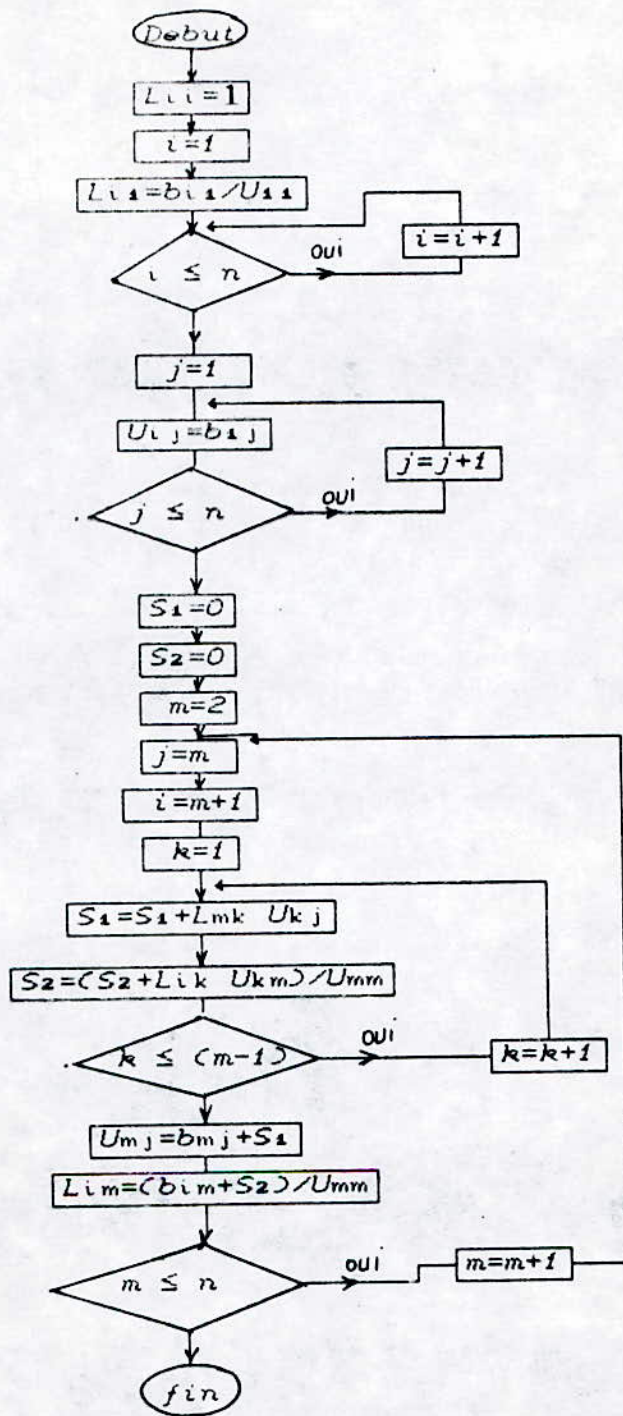 Debut
Lii=1
i=1
Li1=bi1/U11
i ≤ n
oui
i=i+1
j=1
Uij=b1j
j=j+1
j ≤ n
oui
S1=0
S2=0
m=2
j=m
i=m+1
k=1
S1=S1+Lmk Ukj
S2=(S2+Lik Ukm)/Umm
k ≤ (m-1)
oui
k=k+1
Umj=bmj+S1
Lim=(bim+S2)/Umm
m ≤ n
oui
m=m+1
fin